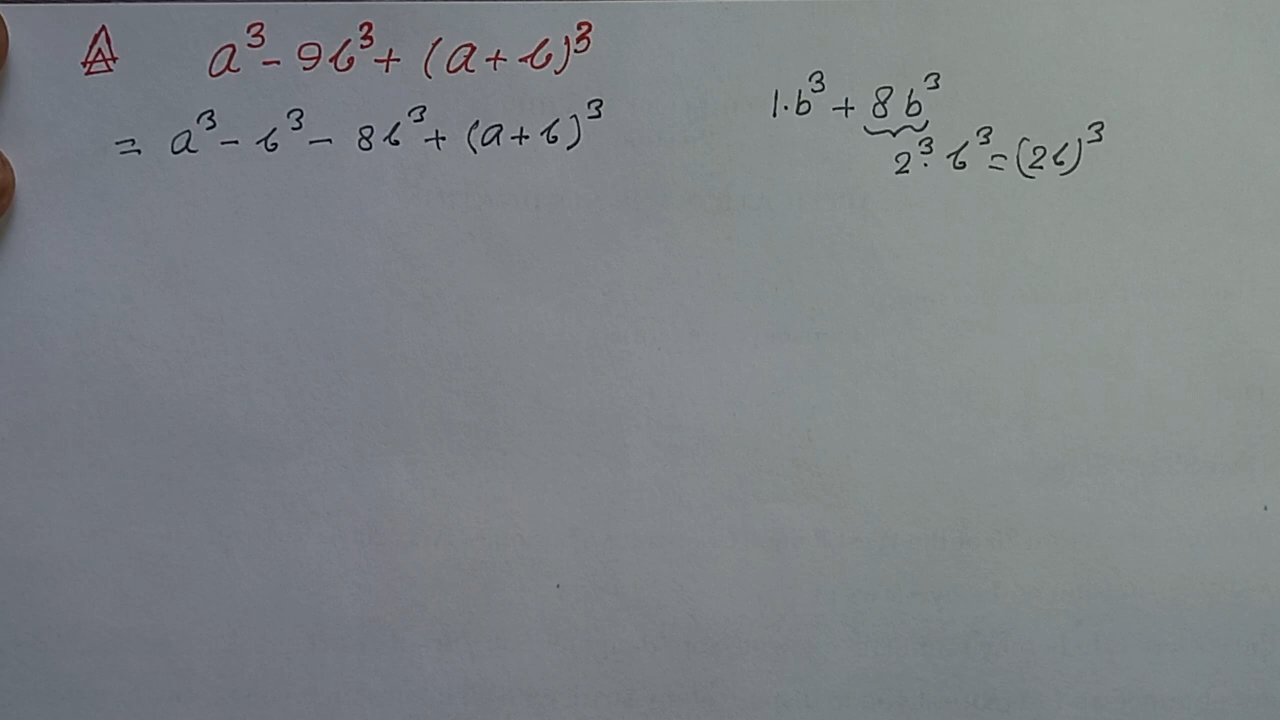 A a³ - 9b³ + (a + b)³
= a³ - b³ - 8b³ + (a + b)³
1·b³ + 8b³
2³·b³ = (2b)³